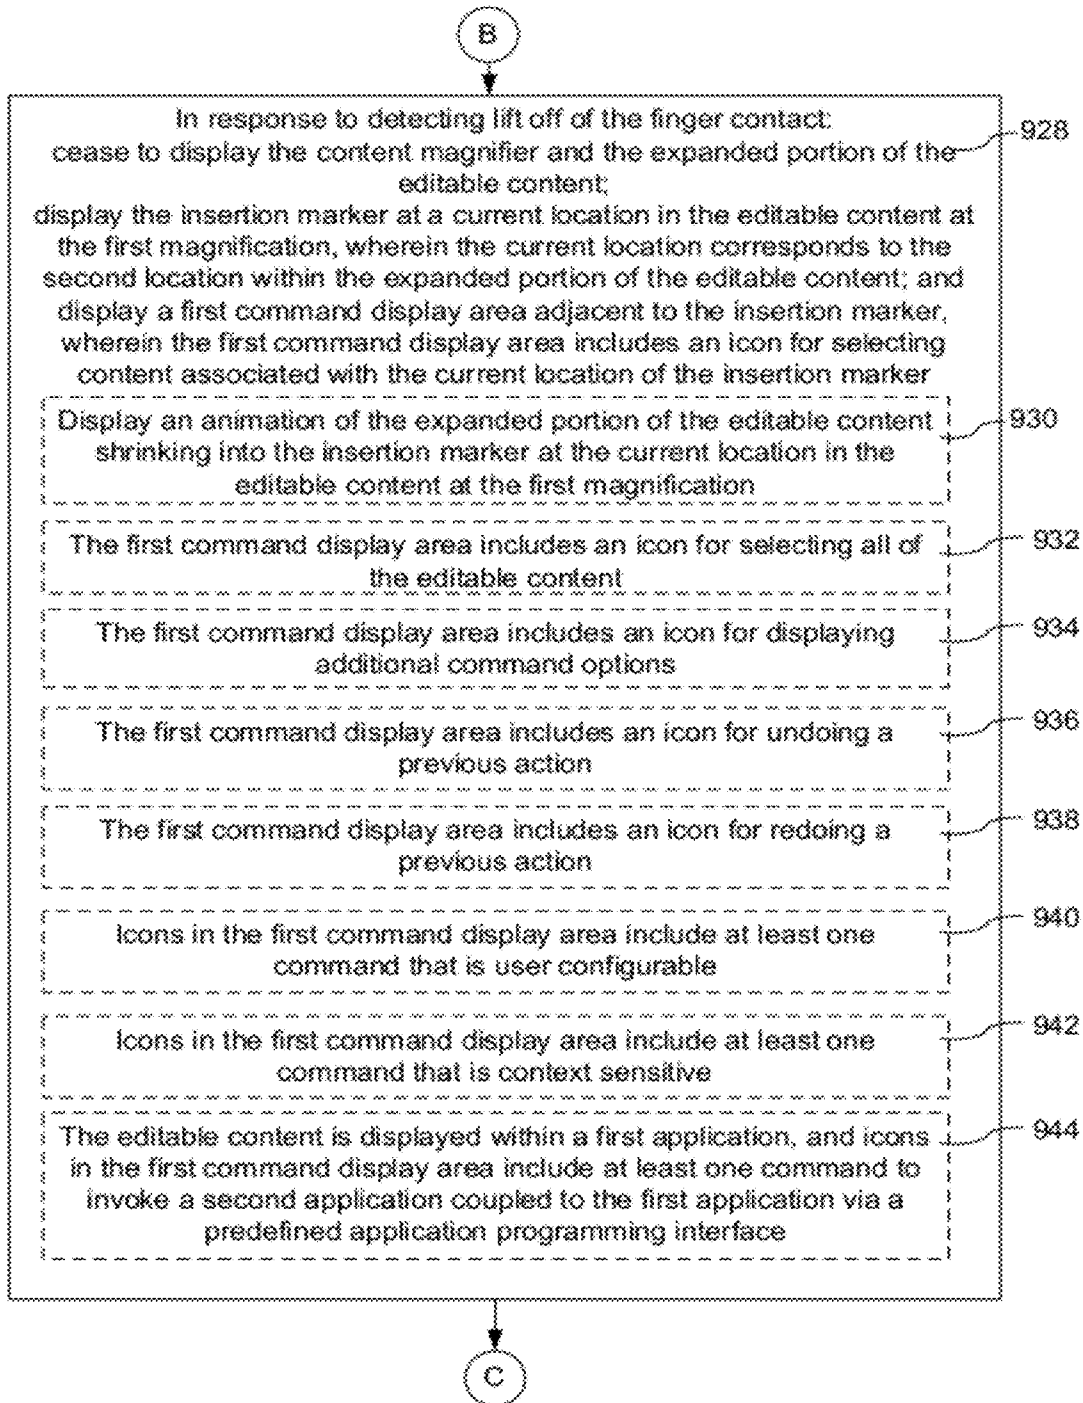 B
In response to detecting lift off of the finger contact:
cease to display the content magnifier and the expanded portion of the
editable content;
display the insertion marker at a current location in the editable content at
the first magnification, wherein the current location corresponds to the
second location within the expanded portion of the editable content; and
display a first command display area adjacent to the insertion marker,
wherein the first command display area includes an icon for selecting
content associated with the current location of the insertion marker
928
Display an animation of the expanded portion of the editable content
shrinking into the insertion marker at the current location in the
editable content at the first magnification
930
The first command display area includes an icon for selecting all of
the editable content
932
The first command display area includes an icon for displaying
additional command options
934
The first command display area includes an icon for undoing a
previous action
936
The first command display area includes an icon for redoing a
previous action
938
Icons in the first command display area include at least one
command that is user configurable
940
Icons in the first command display area include at least one
command that is context sensitive
942
The editable content is displayed within a first application, and icons
in the first command display area include at least one command to
invoke a second application coupled to the first application via a
predefined application programming interface
944
C